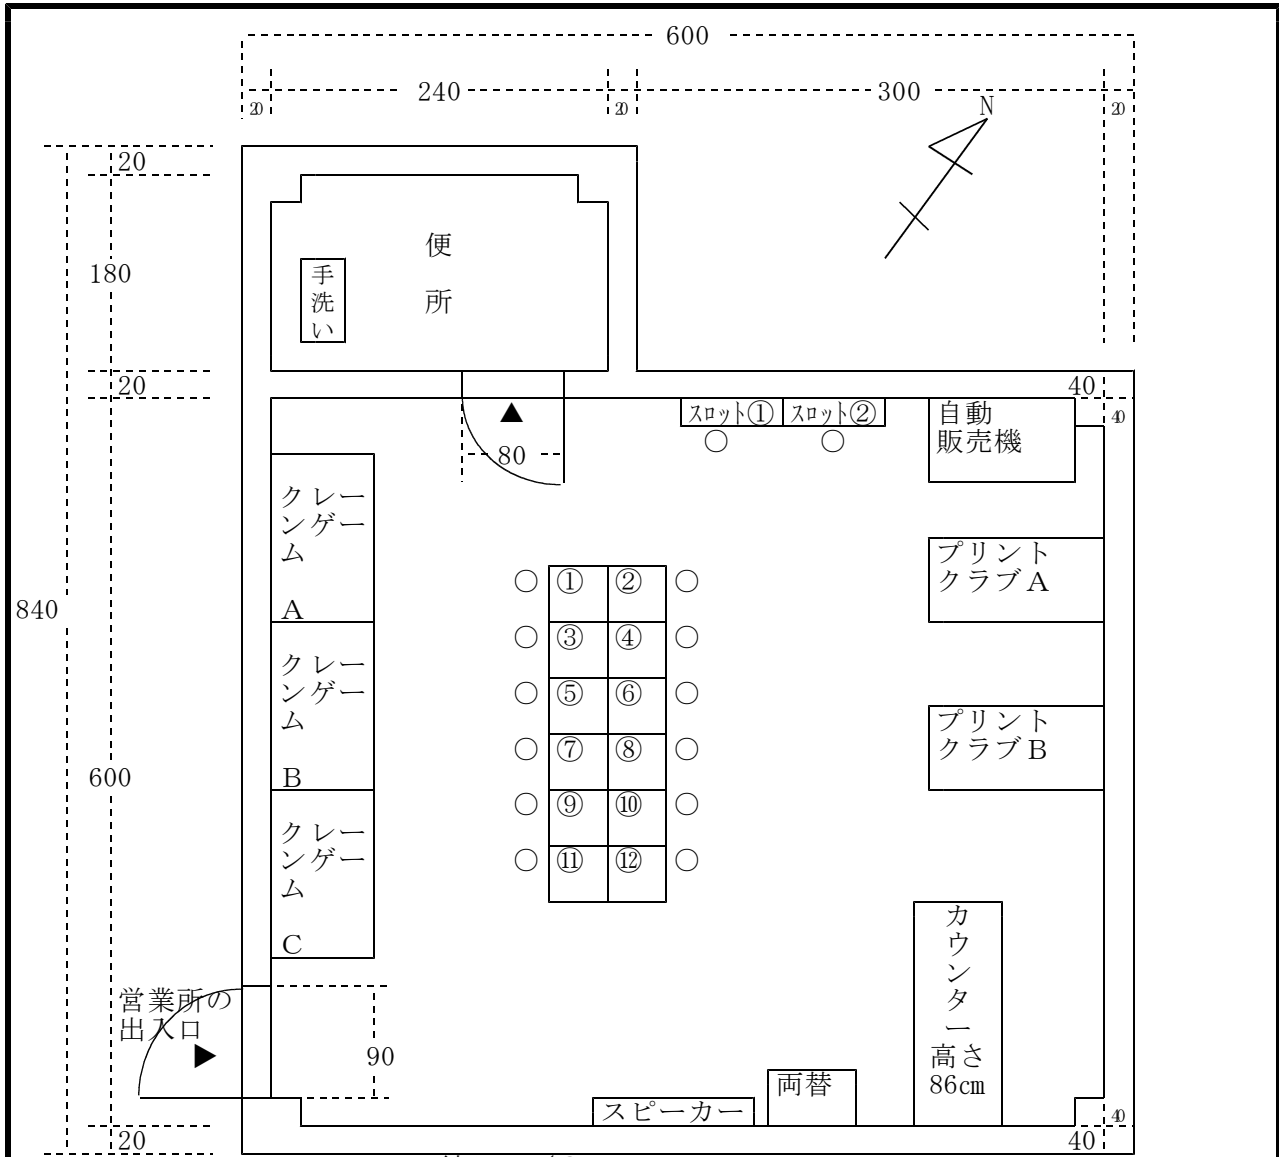 600
240
300
20
20
20
N
20
180
20
840
600
20
便
所
手
洗
い
▲
80
スロット①
スロット②
○
○
自動
販売機
40
40
クレー
ンゲー
ム
A
クレー
ンゲー
ム
B
クレー
ンゲー
ム
C
○ ① ② ○
○ ③ ④ ○
○ ⑤ ⑥ ○
○ ⑦ ⑧ ○
○ ⑨ ⑩ ○
○ ⑪ ⑫ ○
プリント
クラブA
プリント
クラブB
営業所の
出入口
▶
90
スピーカー
両替
カ
ウ
ン
タ
ー
高さ
86cm
40
40